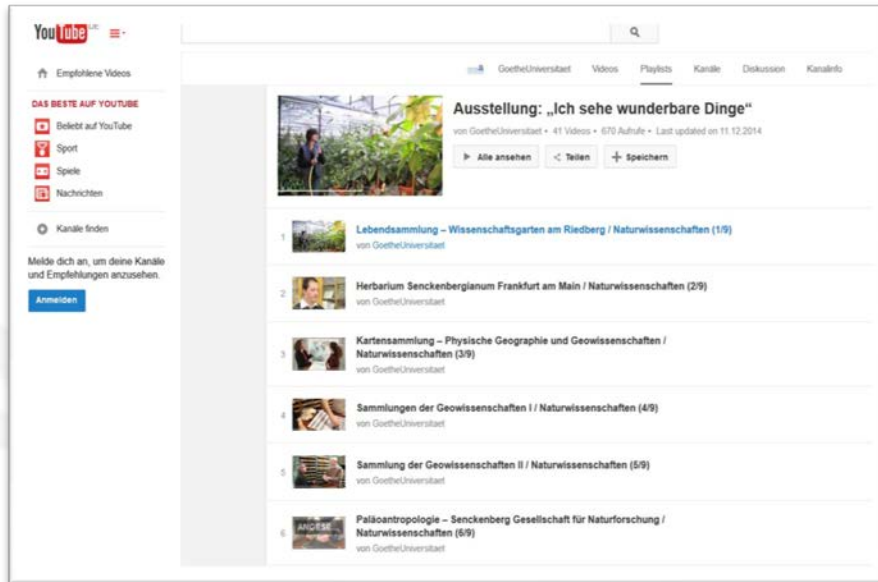 YouTube DE
Empfohlene Videos
DAS BESTE AUF YOUTUBE
Beliebt auf YouTube
Sport
Spiele
Nachrichten
Kanäle finden
Melde dich an, um deine Kanäle
und Empfehlungen anzusehen.
Anmelden
GoetheUniversitaet Videos Playlists Kanäle Diskussion Kanalinfo
Ausstellung: „Ich sehe wunderbare Dinge“
von GoetheUniversitaet • 41 Videos • 670 Aufrufe • Last updated on 11.12.2014
Alle ansehen Teilen Speichern
1 Lebendsammlung – Wissenschaftsgarten am Riedberg / Naturwissenschaften (1/9)
von GoetheUniversitaet
2 Herbarium Senckenbergianum Frankfurt am Main / Naturwissenschaften (2/9)
von GoetheUniversitaet
3 Kartensammlung – Physische Geographie und Geowissenschaften /
Naturwissenschaften (3/9)
von GoetheUniversitaet
4 Sammlungen der Geowissenschaften I / Naturwissenschaften (4/9)
von GoetheUniversitaet
5 Sammlung der Geowissenschaften II / Naturwissenschaften (5/9)
von GoetheUniversitaet
6 ANGESE
Paläoantropologie – Senckenberg Gesellschaft für Naturforschung /
Naturwissenschaften (6/9)
von GoetheUniversitaet